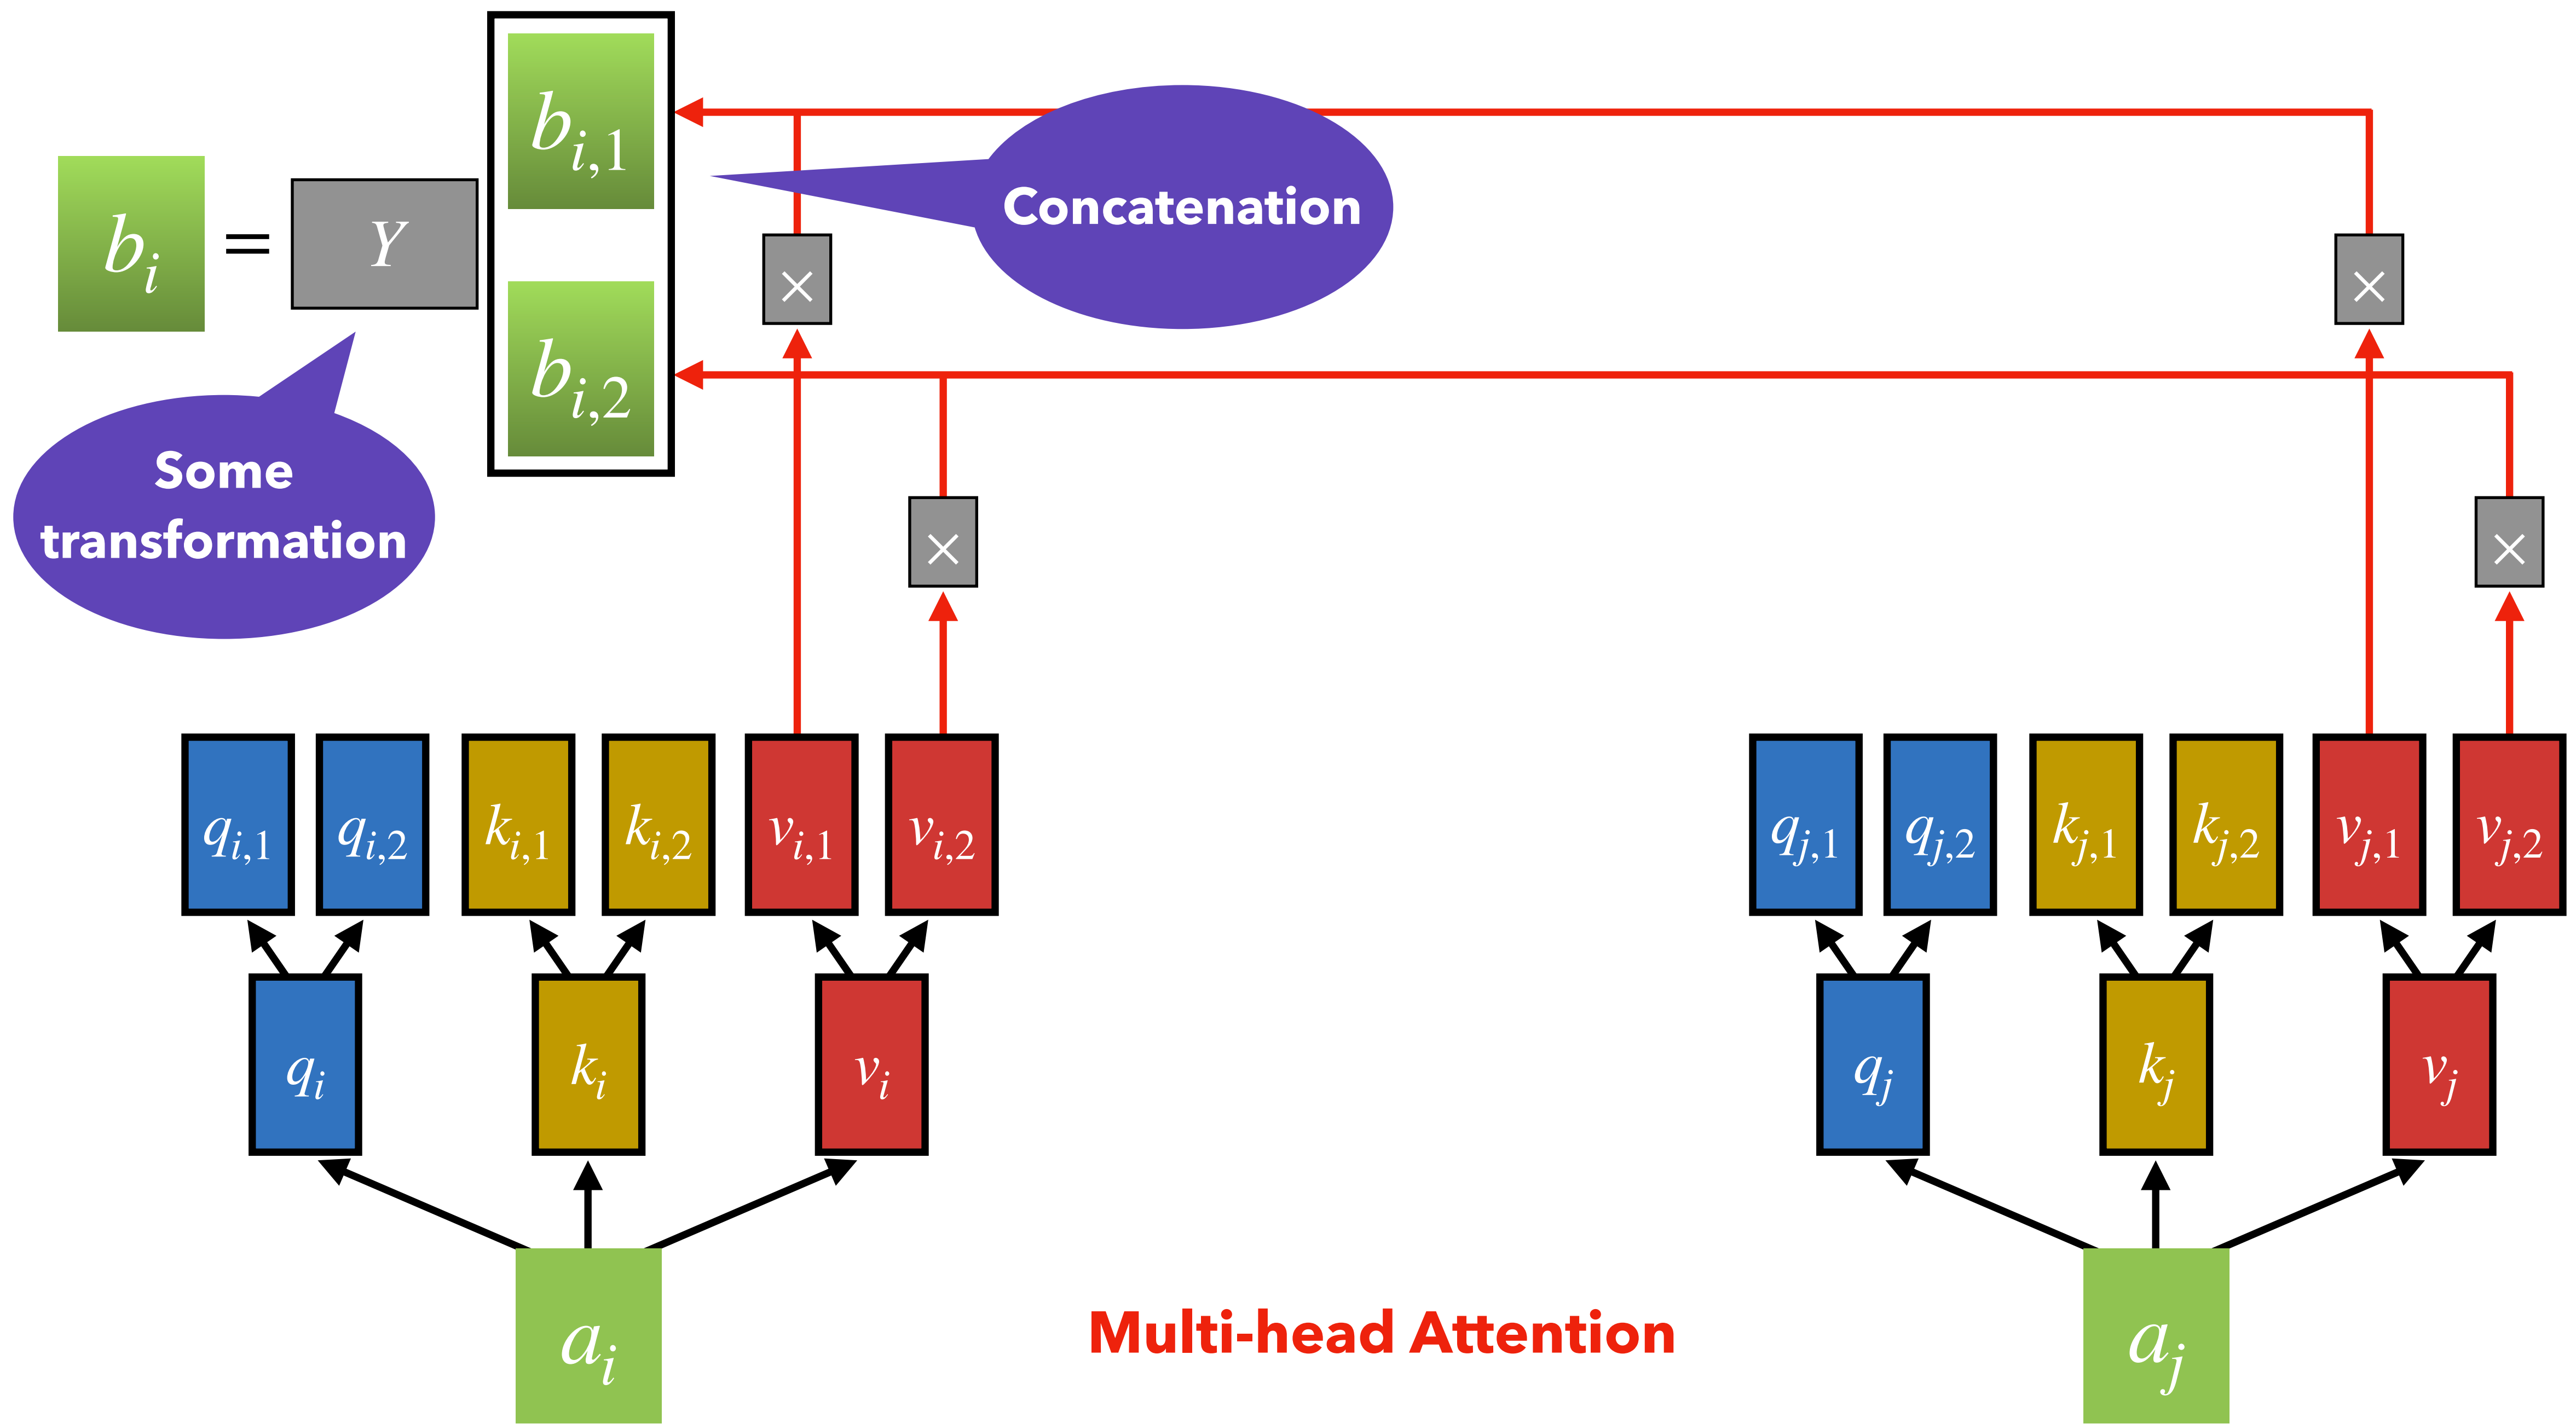 b_{i,1}
b_i = Y
b_{i,2}
Concatenation
Some
transformation
×
×
×
×
q_{i,1} q_{i,2} k_{i,1} k_{i,2} v_{i,1} v_{i,2}
q_{j,1} q_{j,2} k_{j,1} k_{j,2} v_{j,1} v_{j,2}
q_i k_i v_i
q_j k_j v_j
a_i
Multi-head Attention
a_j